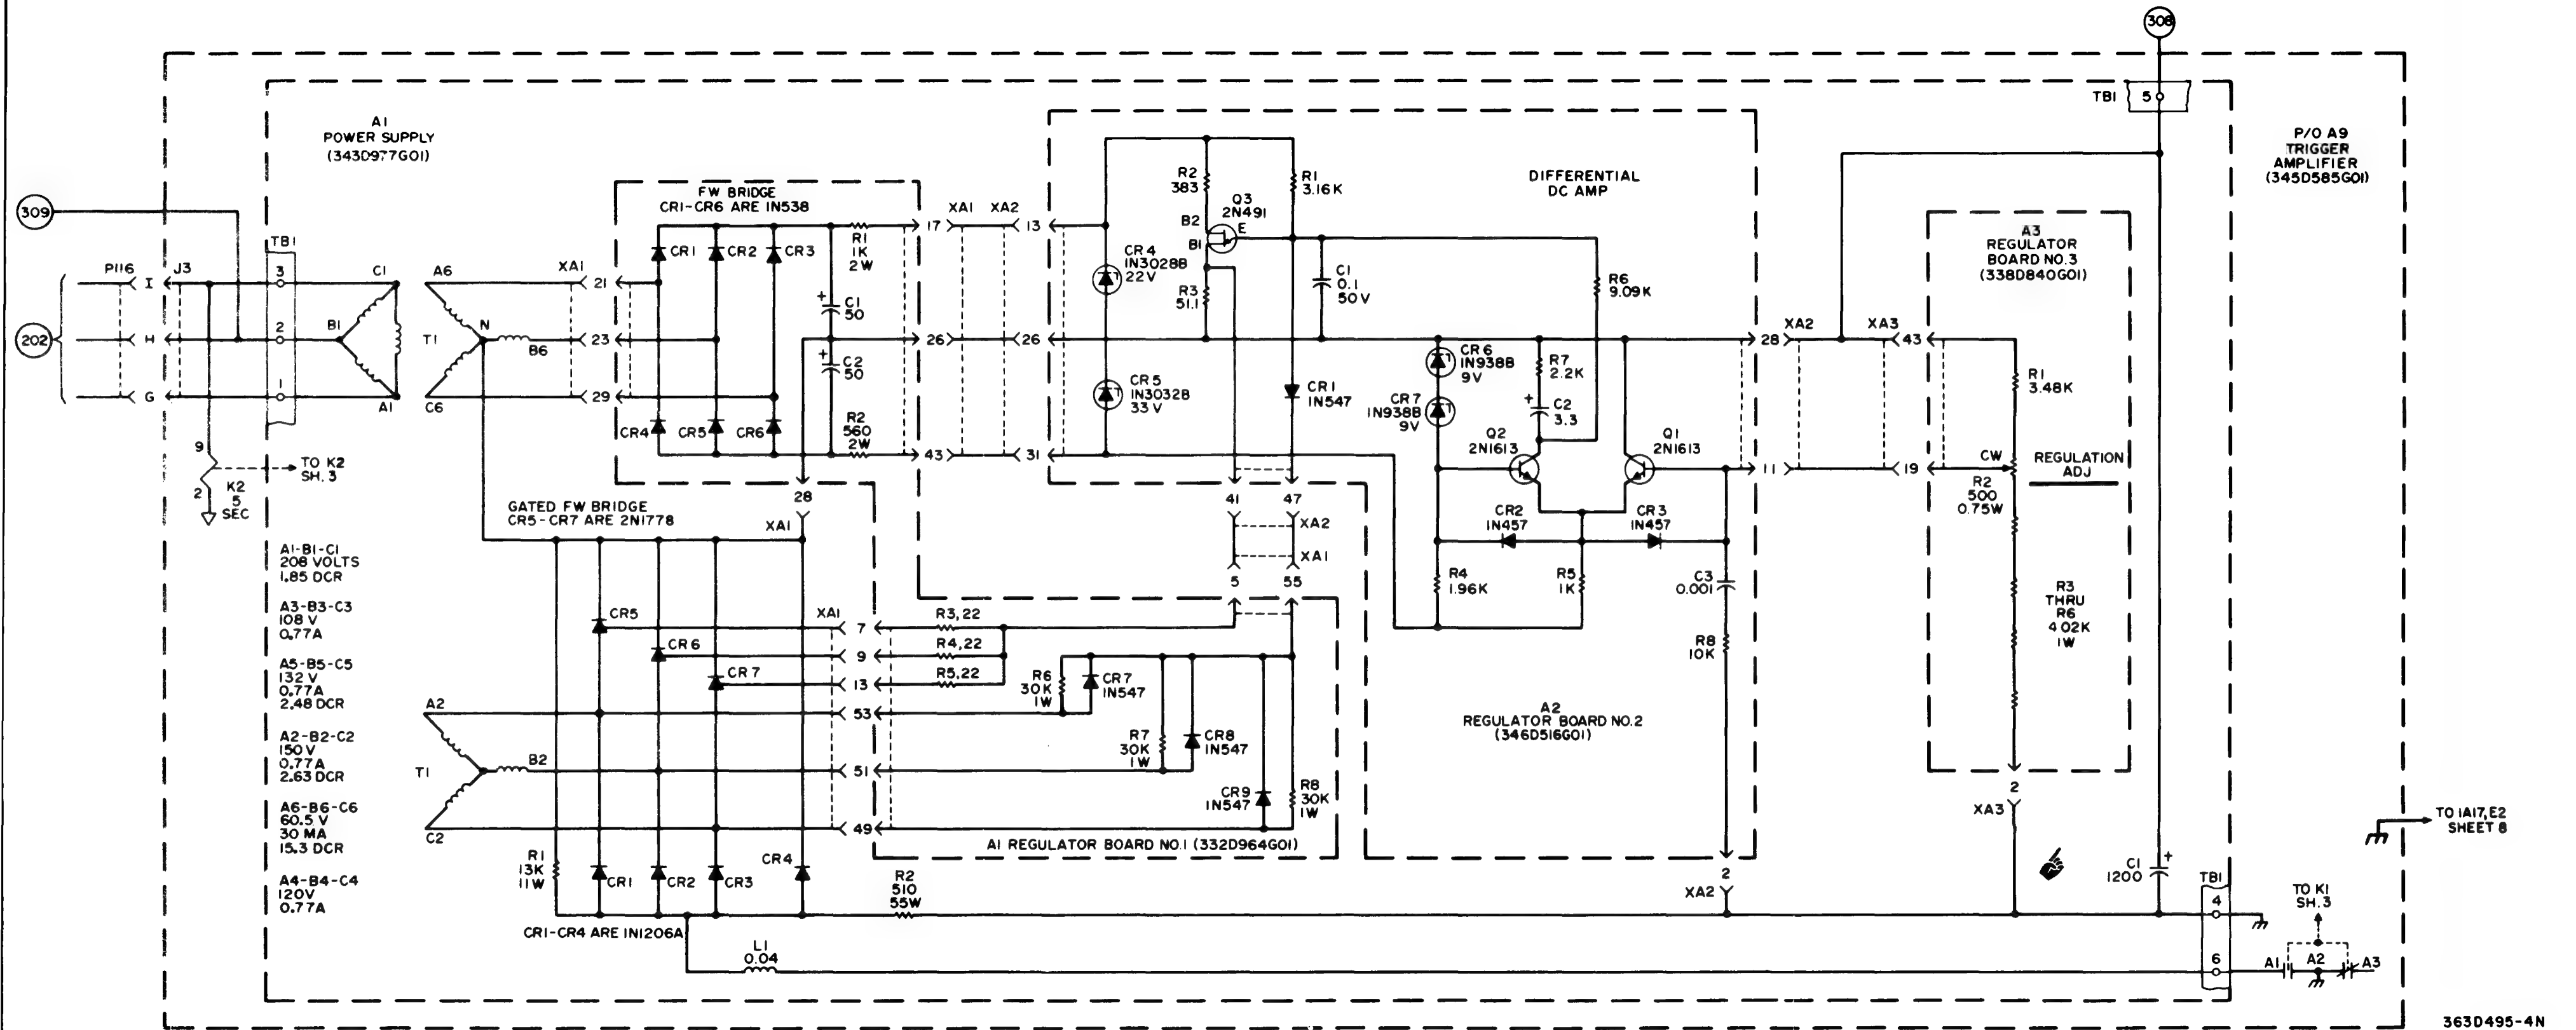 308
TB1 5
P/O A9
TRIGGER
AMPLIFIER
(345D585G01)
A1
POWER SUPPLY
(343D977G01)
309
202
P116
J3
I
H
G
TB1
3
2
1
C1
B1
A1
A6
N
T1
B6
C6
XA1
21
23
29
9
2
K2
5
SEC
TO K2
SH. 3
FW BRIDGE
CR1-CR6 ARE IN538
CR1
CR2
CR3
CR4
CR5
CR6
R1
1K
2W
+
C1
50
+
C2
50
R2
560
2W
17
26
43
28
XA1
XA1
XA2
13
26
31
DIFFERENTIAL
DC AMP
R2
383
R1
3.16K
Q3
2N491
B2
E
B1
CR4
IN3028B
22V
R3
51.1
C1
0.1
50V
R6
9.09K
CR5
IN3032B
33V
CR1
IN547
CR6
IN938B
9V
CR7
IN938B
9V
R7
2.2K
+
C2
3.3
Q2
2N1613
Q1
2N1613
CR2
IN457
CR3
IN457
R4
1.96K
R5
1K
C3
0.001
R8
10K
A2
REGULATOR BOARD NO.2
(346D516G01)
28
XA2
11
XA3
43
19
2
XA2
41
47
XA2
XA1
5
55
A3
REGULATOR
BOARD NO.3
(338D840G01)
R1
3.48K
CW
REGULATION
ADJ
R2
500
0.75W
R3
THRU
R6
4 02K
1W
2
XA3
GATED FW BRIDGE
CR5-CR7 ARE 2N1778
CR5
CR6
CR7
XA1
7
9
13
53
51
49
R3,22
R4,22
R5,22
R6
30K
1W
CR7
IN547
R7
30K
1W
CR8
IN547
CR9
IN547
R8
30K
1W
A1 REGULATOR BOARD NO.1 (332D964G01)
A1-B1-C1
208 VOLTS
1.85 DCR
A3-B3-C3
108 V
0.77A
A5-B5-C5
132 V
0.77A
2.48 DCR
A2-B2-C2
150 V
0.77A
2.63 DCR
A6-B6-C6
60.5 V
30 MA
15.3 DCR
A4-B4-C4
120V
0.77A
A2
T1
B2
C2
R1
13K
11W
CR1
CR2
CR3
CR4
R2
510
55W
CR1-CR4 ARE IN1206A
L1
0.04
C1
1200
+
TB1
4
6
TO 1A17,E2
SHEET 8
TO K1
SH.3
A1
A2
A3
363D495-4N